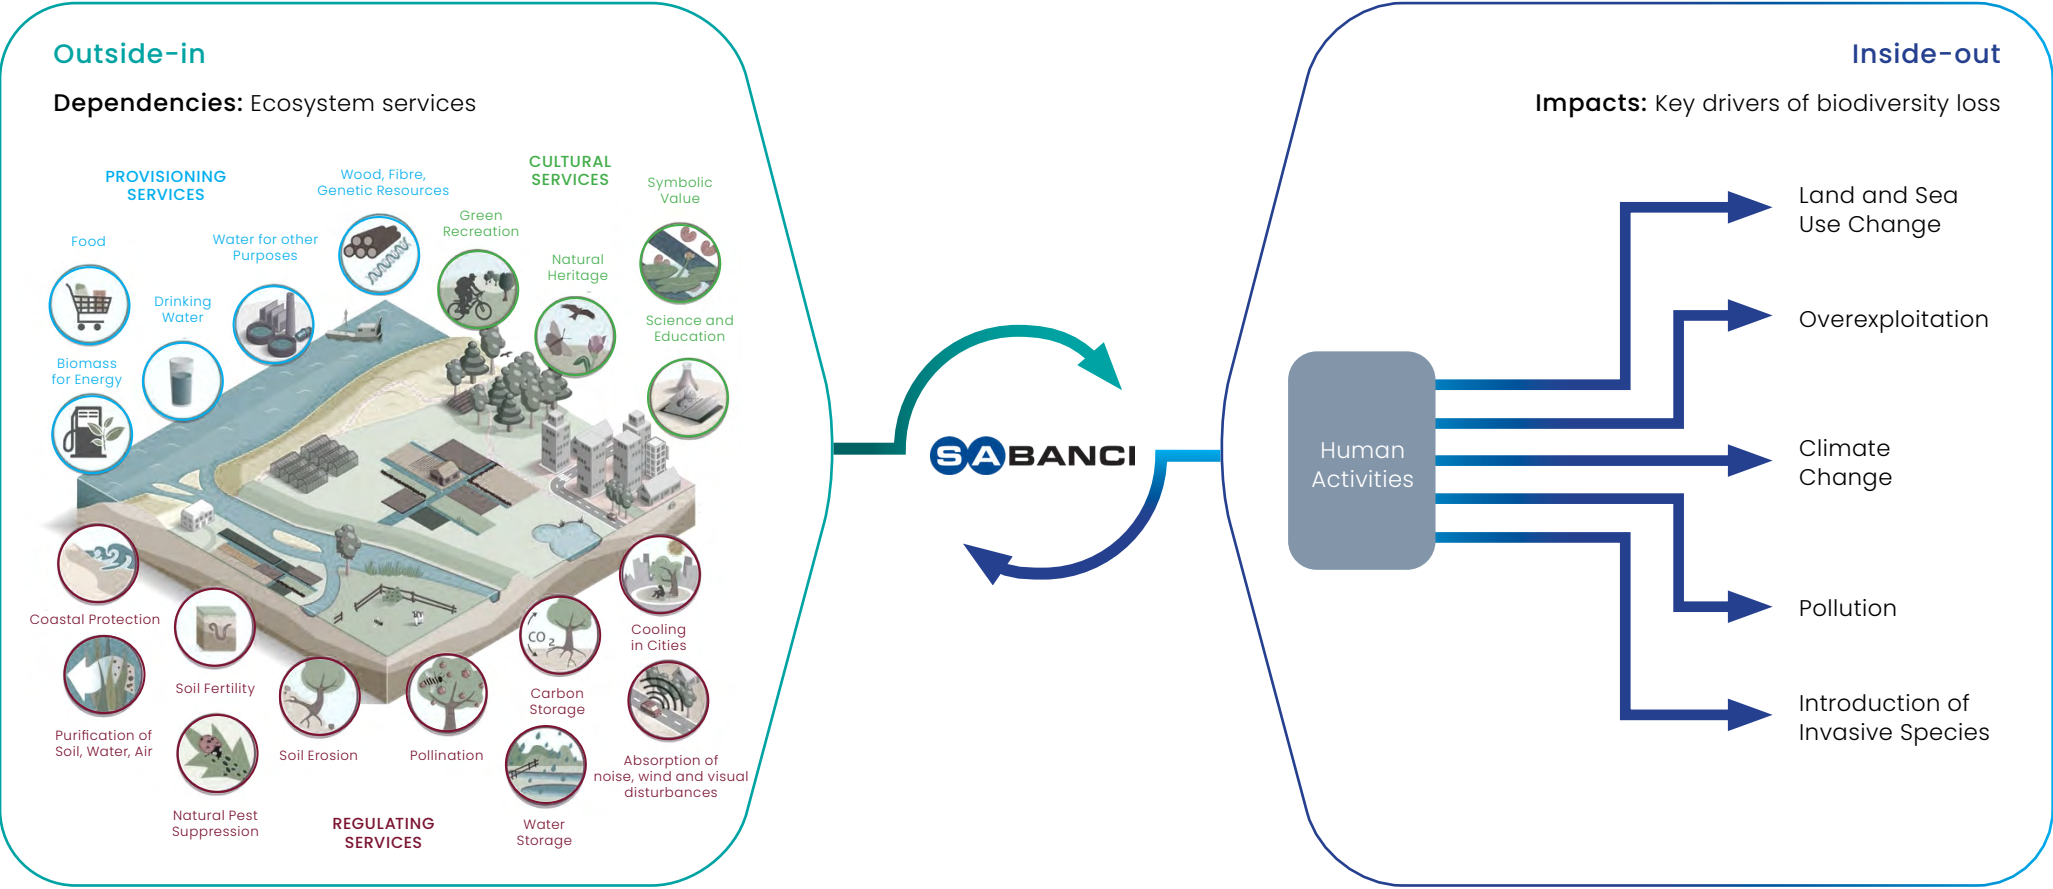 Outside-in
Dependencies: Ecosystem services
PROVISIONING
SERVICES
Wood, Fibre,
Genetic Resources
CULTURAL
SERVICES
Symbolic
Value
Food
Water for other
Purposes
Green
Recreation
Natural
Heritage
Drinking
Water
Science and
Education
Biomass
for Energy
Coastal Protection
Soil Fertility
CO2
Cooling
in Cities
Purification of
Soil, Water, Air
Soil Erosion
Pollination
Carbon
Storage
Absorption of
noise, wind and visual
disturbances
Natural Pest
Suppression
REGULATING
SERVICES
Water
Storage
SABANCI
Inside-out
Impacts: Key drivers of biodiversity loss
Human
Activities
Land and Sea
Use Change
Overexploitation
Climate
Change
Pollution
Introduction of
Invasive Species